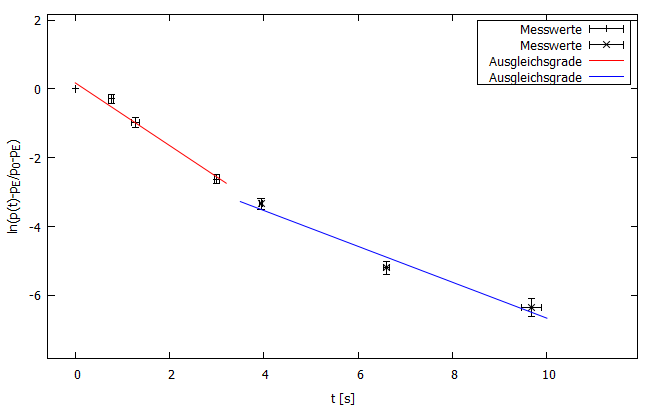 Messwerte
Messwerte
Ausgleichsgrade
Ausgleichsgrade
2
0
-2
-4
-6
ln(p(t)-pE/p0-pE)
0 2 4 6 8 10
t [s]